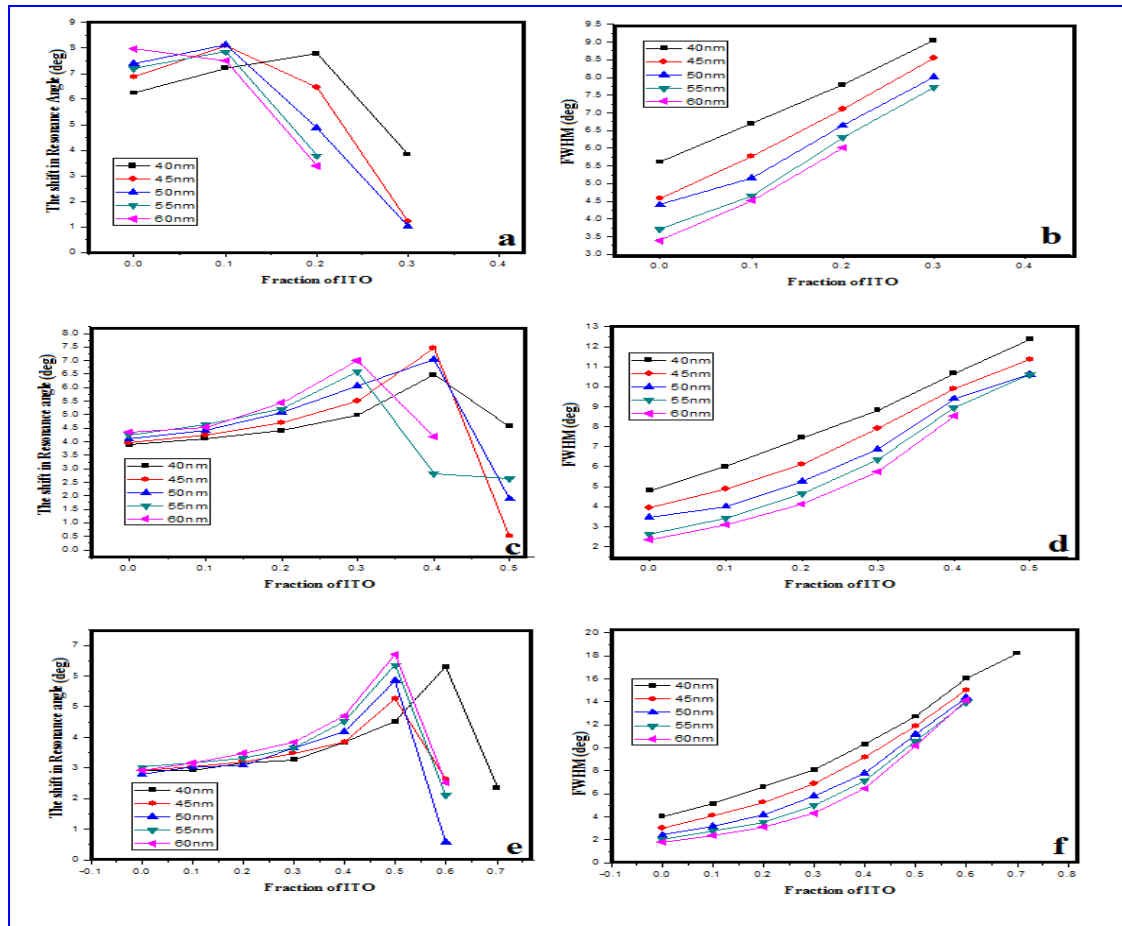 The shift in Resonance Angle (deg)
9
8
7
6
5
4
3
2
1
0
40nm
45nm
50nm
55nm
60nm
a
0.0 0.1 0.2 0.3 0.4
Fraction of ITO
FWHM (deg)
9.5
9.0
8.5
8.0
7.5
7.0
6.5
6.0
5.5
5.0
4.5
4.0
3.5
3.0
40nm
45nm
50nm
55nm
60nm
b
0.0 0.1 0.2 0.3 0.4
Fraction of ITO
The shift in Resonance angle (deg)
8.0
7.5
7.0
6.5
6.0
5.5
5.0
4.5
4.0
3.5
3.0
2.5
2.0
1.5
1.0
0.5
0.0
40nm
45nm
50nm
55nm
60nm
c
0.0 0.1 0.2 0.3 0.4 0.5
Fraction of ITO
FWHM (deg)
13
12
11
10
9
8
7
6
5
4
3
2
40nm
45nm
50nm
55nm
60nm
d
0.0 0.1 0.2 0.3 0.4 0.5
Fraction of ITO
The shift in Resonance angle (deg)
7
5
4
3
2
1
0
40nm
45nm
50nm
55nm
60nm
e
−0.1 0.0 0.1 0.2 0.3 0.4 0.5 0.6 0.7
Fraction of ITO
FWHM (deg)
20
18
16
14
12
8
6
4
2
0
40nm
45nm
50nm
55nm
60nm
f
−0.1 0.0 0.1 0.2 0.3 0.4 0.5 0.6 0.7 0.8
Fraction of ITO